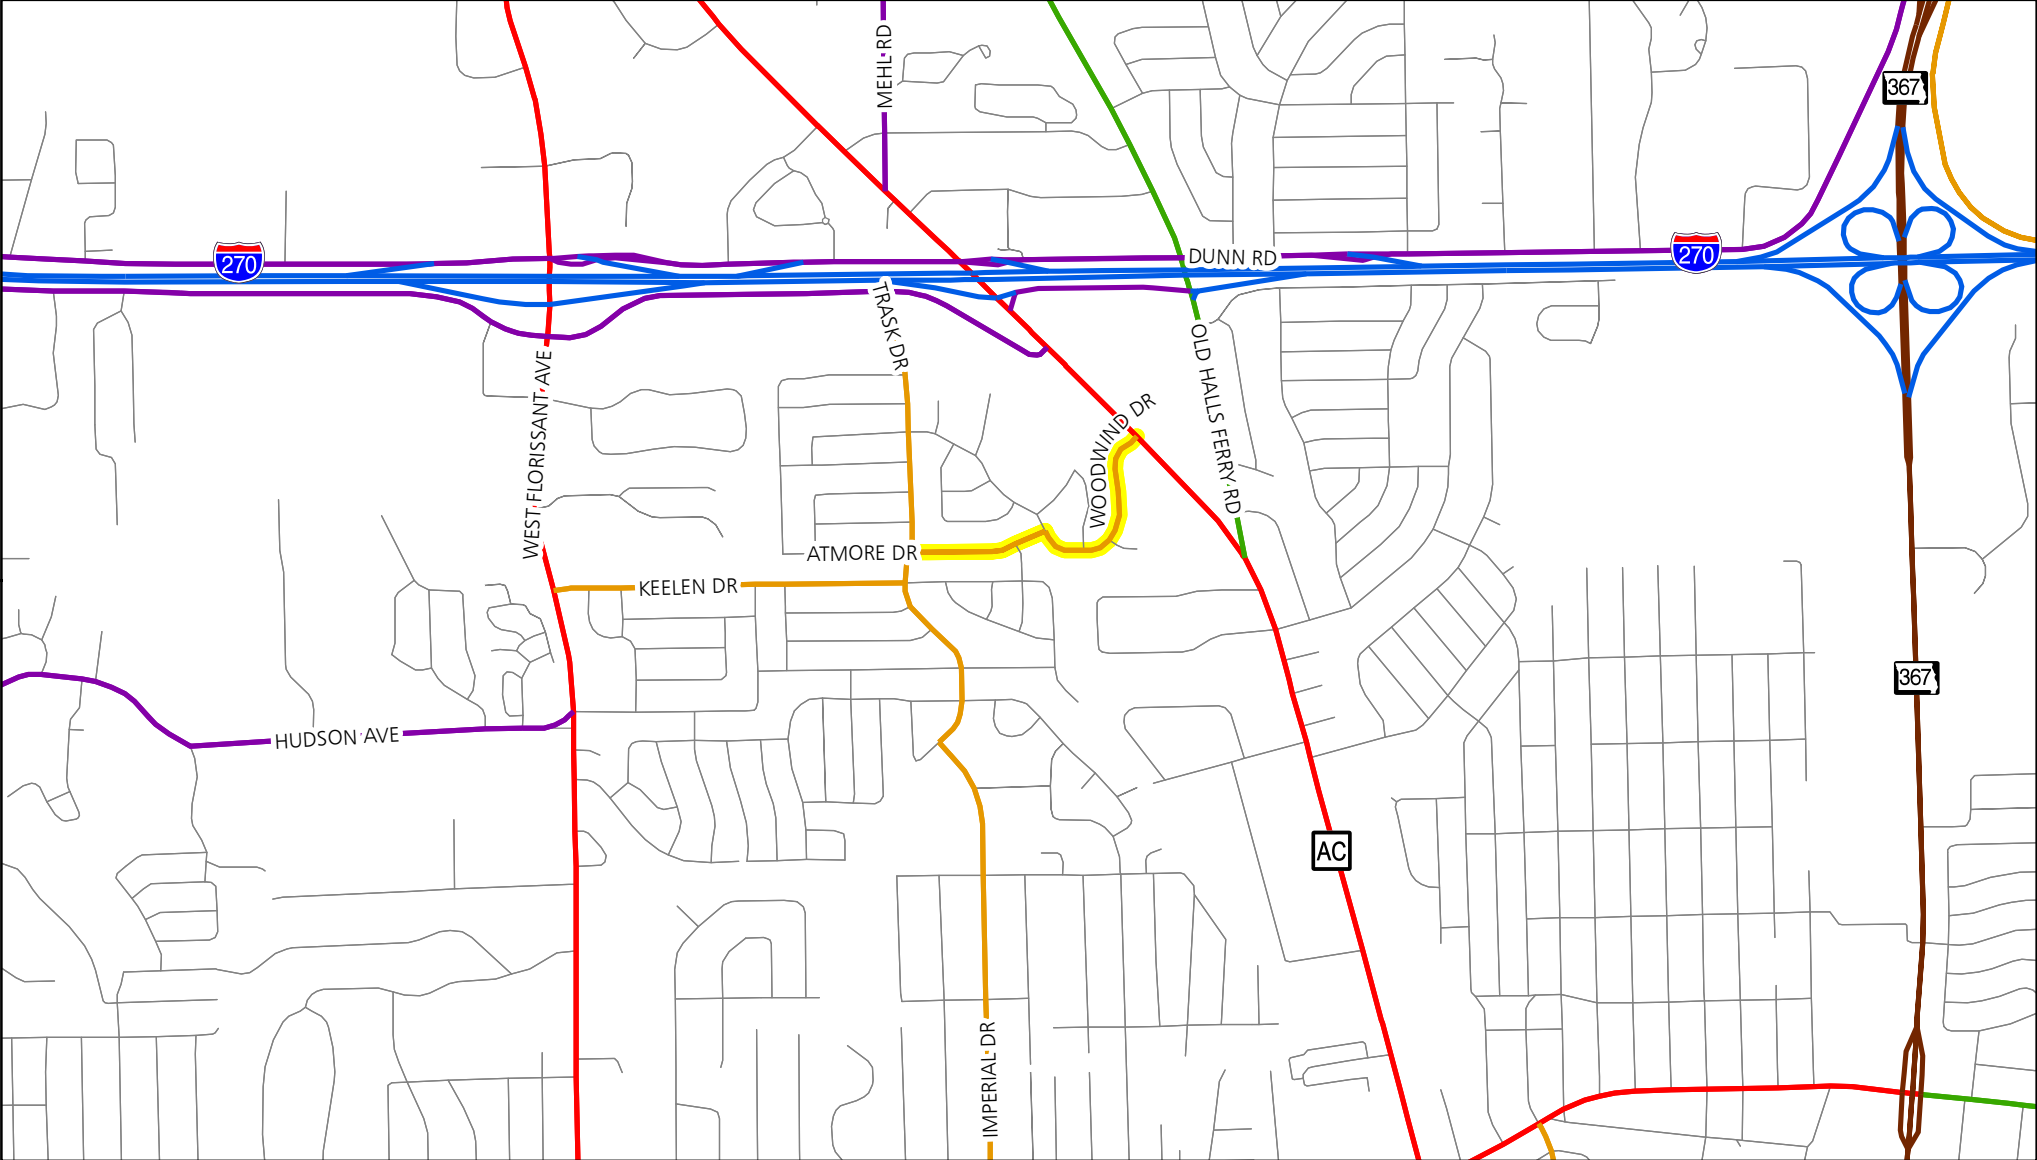 MEHL RD
367
DUNN RD
270
270
TRASK DR
OLD HALLS FERRY RD
WEST FLORISSANT AVE
WOODWIND DR
ATMORE DR
KEELEN DR
367
HUDSON AVE
AC
IMPERIAL DR